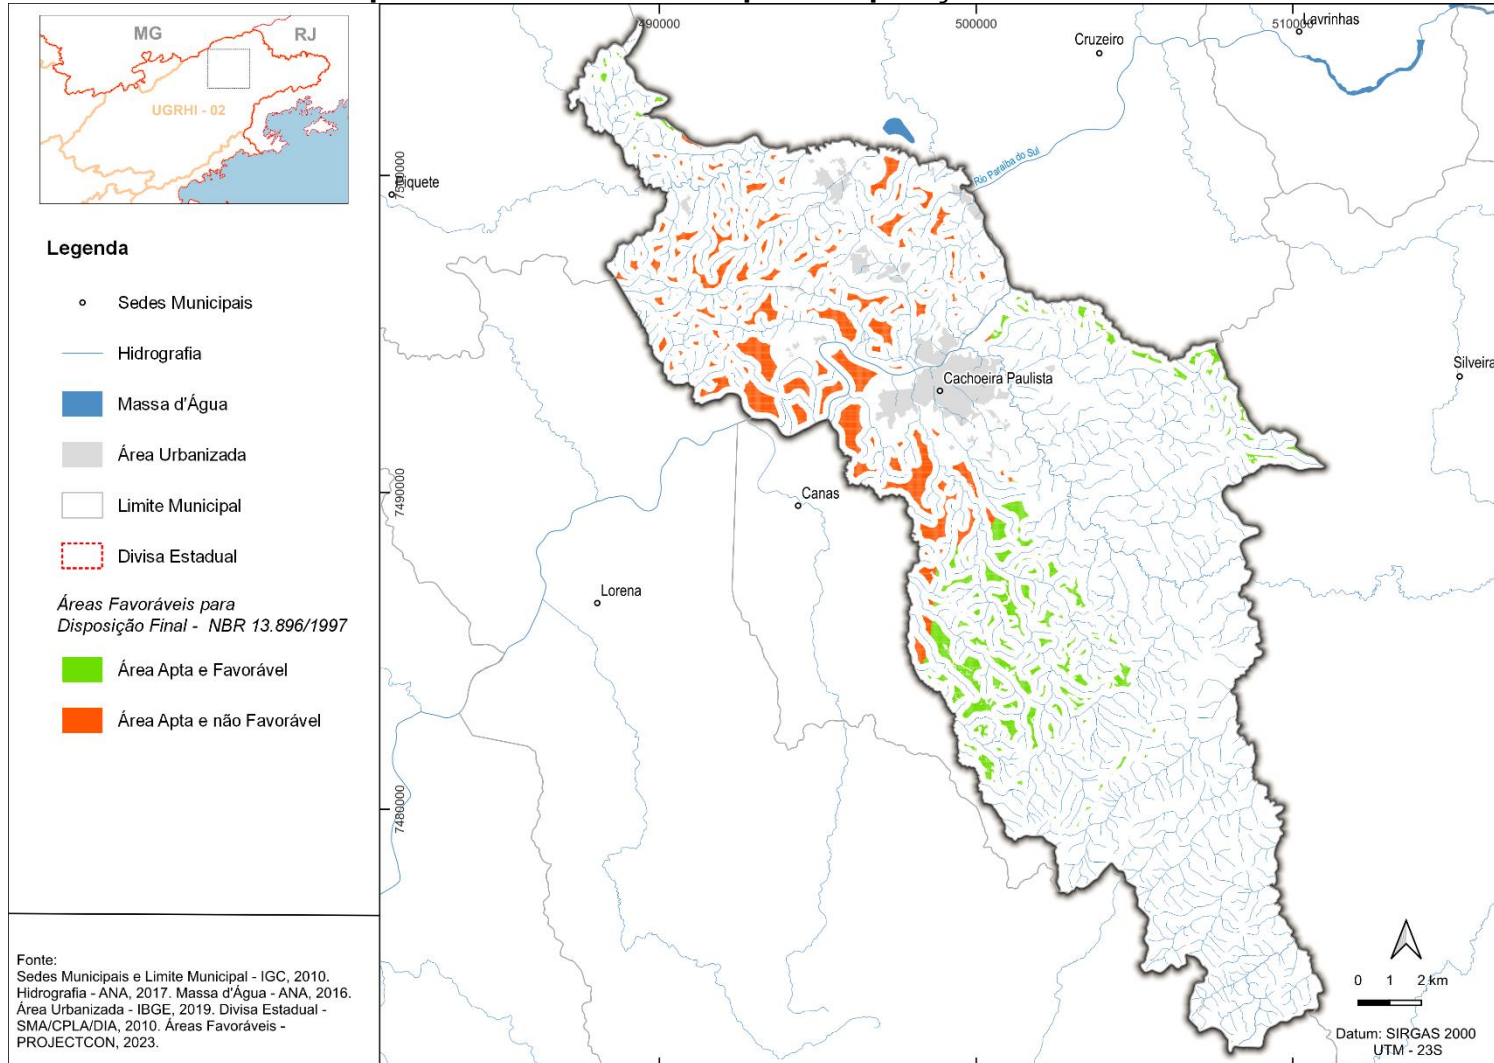 MG
RJ
UGRHI - 02
Legenda
Sedes Municipais
Hidrografia
Massa d'Água
Área Urbanizada
Limite Municipal
Divisa Estadual
Áreas Favoráveis para
Disposição Final - NBR 13.896/1997
Área Apta e Favorável
Área Apta e não Favorável
Fonte:
Sedes Municipais e Limite Municipal - IGC, 2010.
Hidrografia - ANA, 2017. Massa d'Água - ANA, 2016.
Área Urbanizada - IBGE, 2019. Divisa Estadual -
SMA/CPLA/DIA, 2010. Áreas Favoráveis -
PROJECTCON, 2023.
490000
500000
510000
Lavrinhas
Cruzeiro
Rio Paraíba do Sul
Piquete
Silveira
Cachoeira Paulista
7490000
Canas
Lorena
7480000
0 1 2 km
Datum: SIRGAS 2000
UTM - 23S